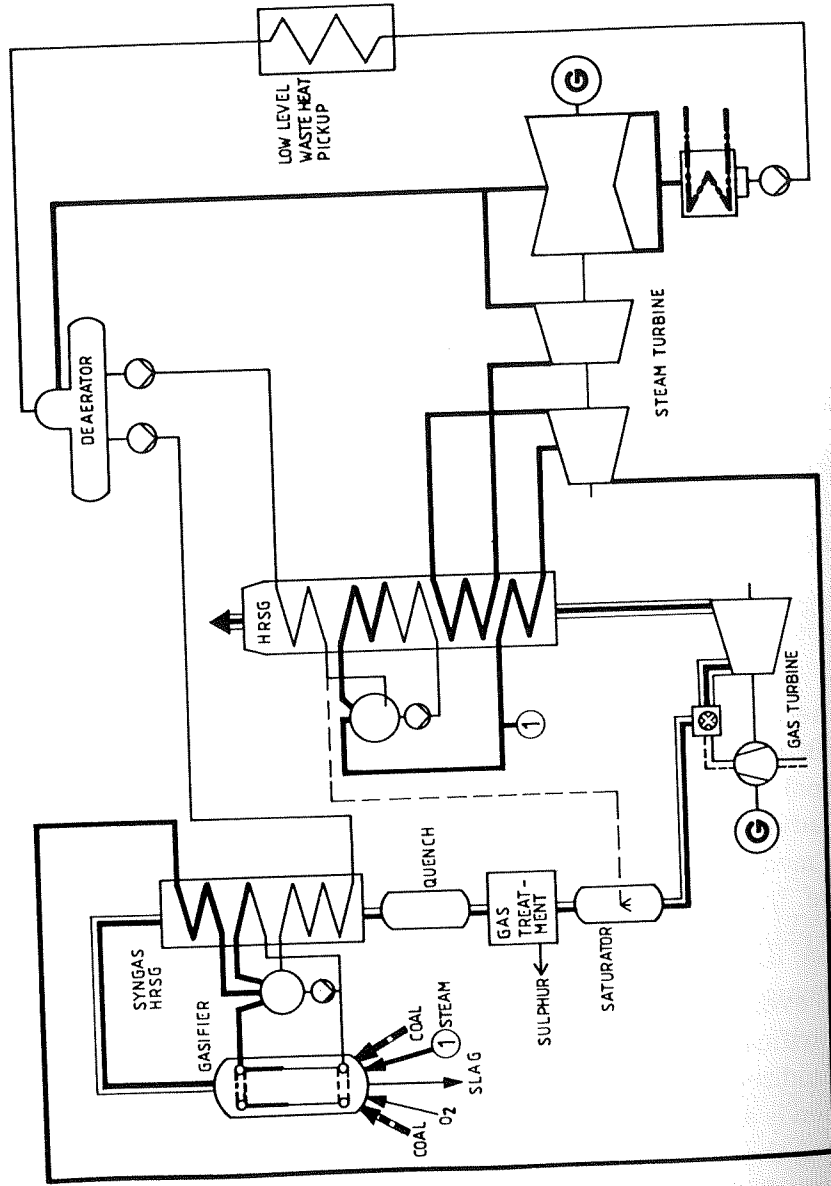 LOW LEVEL
WASTE HEAT
PICKUP
G
DEAERATOR
STEAM TURBINE
HRSG
1
GAS TURBINE
G
SYNGAS
HRSG
QUENCH
GAS
TREAT-
MENT
SULPHUR
SATURATOR
GASIFIER
COAL
1 STEAM
SLAG
O2
COAL